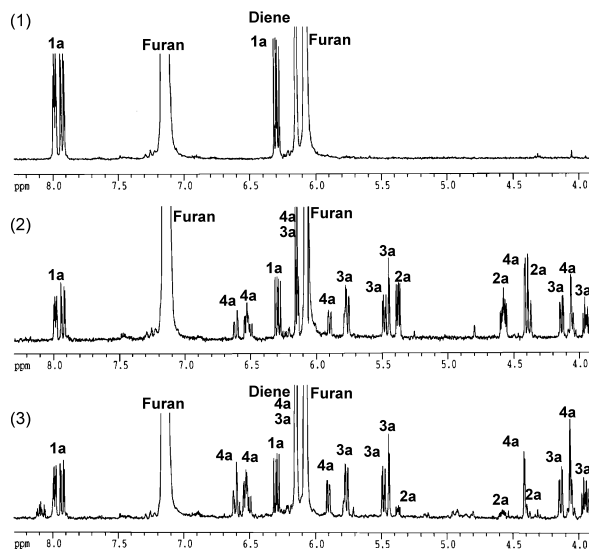 (1)
Diene
1a Furan 1a Furan
ppm 8.0 7.5 7.0 6.5 6.0 5.5 5.0 4.5 4.0
(2)
4a
1a Furan 3a Furan 1a 4a 4a 4a 3a 3a 3a 2a 2a 4a 2a 3a 4a 3a
ppm 8.0 7.5 7.0 6.5 6.0 5.5 5.0 4.5 4.0
(3)
Diene
4a
3a
1a Furan 4a 4a 1a Furan 4a 3a 3a 3a 2a 2a 4a 2a 3a 4a 3a
ppm 8.0 7.5 7.0 6.5 6.0 5.5 5.0 4.5 4.0